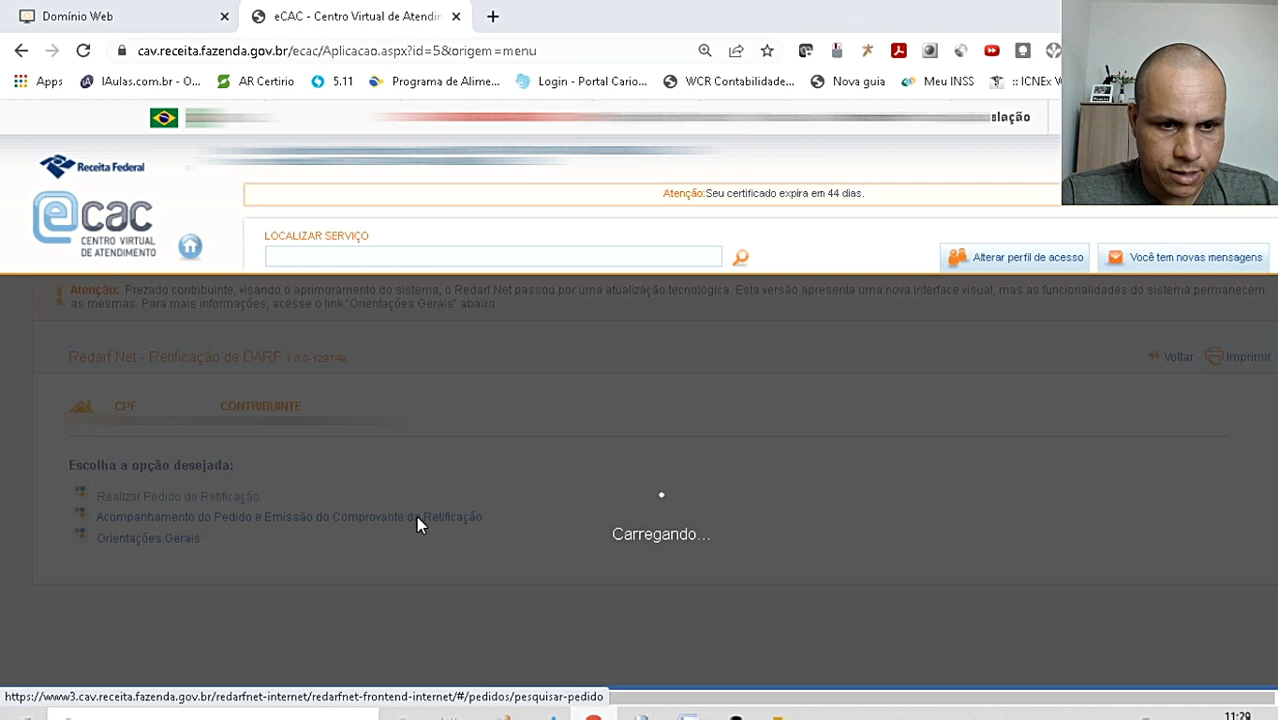 Domínio Web
eCAC - Centro Virtual de Atendin
cav.receita.fazenda.gov.br/ecac/Aplicacao.aspx?id=5&origem=menu
Apps IAulas.com.br - O... AR Certirio 5.11 Programa de Alime... Login - Portal Cario... WCR Contabilidade... Nova guia Meu INSS :: ICNEx V
lação
Receita Federal
Atenção:Seu certificado expira em 44 dias.
ecac
CENTRO VIRTUAL
DE ATENDIMENTO
LOCALIZAR SERVIÇO
Alterar perfil de acesso
Você tem novas mensagens
Atenção: Prezado contribuinte, visando o aprimoramento do sistema, o Redarf Net passou por uma atualização tecnológica. Esta versão apresenta uma nova interface visual, mas as funcionalidades do sistema permanecem
as mesmas. Para mais informações, acesse o link "Orientações Gerais" abaixo.
Redarf Net - Retificação de DARF 1.0.0-129749
Voltar Imprimir
CPF CONTRIBUINTE
Escolha a opção desejada:
Realizar Pedido de Retificação
Acompanhamento do Pedido e Emissão do Comprovante de Retificação
Orientações Gerais
Carregando...
https://www3.cav.receita.fazenda.gov.br/redarfnet-internet/redarfnet-frontend-internet/#/pedidos/pesquisar-pedido
11:29